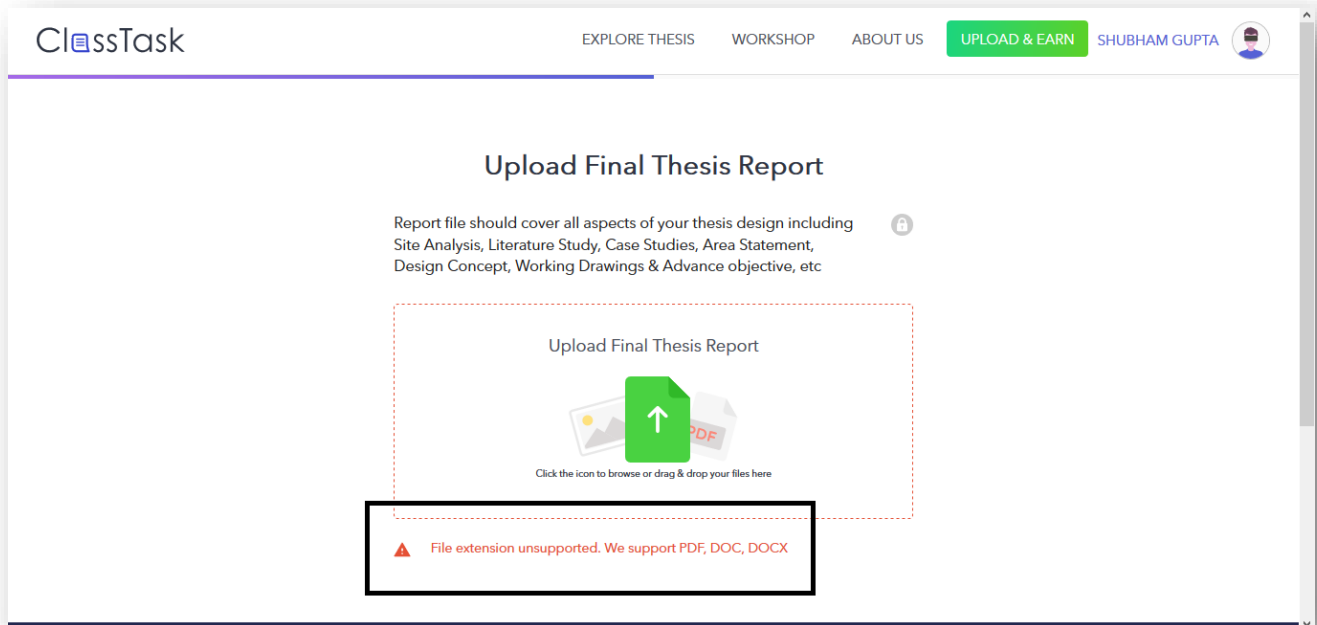 ClassTask
EXPLORE THESIS WORKSHOP ABOUT US UPLOAD & EARN SHUBHAM GUPTA
Upload Final Thesis Report
Report file should cover all aspects of your thesis design including
Site Analysis, Literature Study, Case Studies, Area Statement,
Design Concept, Working Drawings & Advance objective, etc
Upload Final Thesis Report
PDF
Click the icon to browse or drag & drop your files here
File extension unsupported. We support PDF, DOC, DOCX